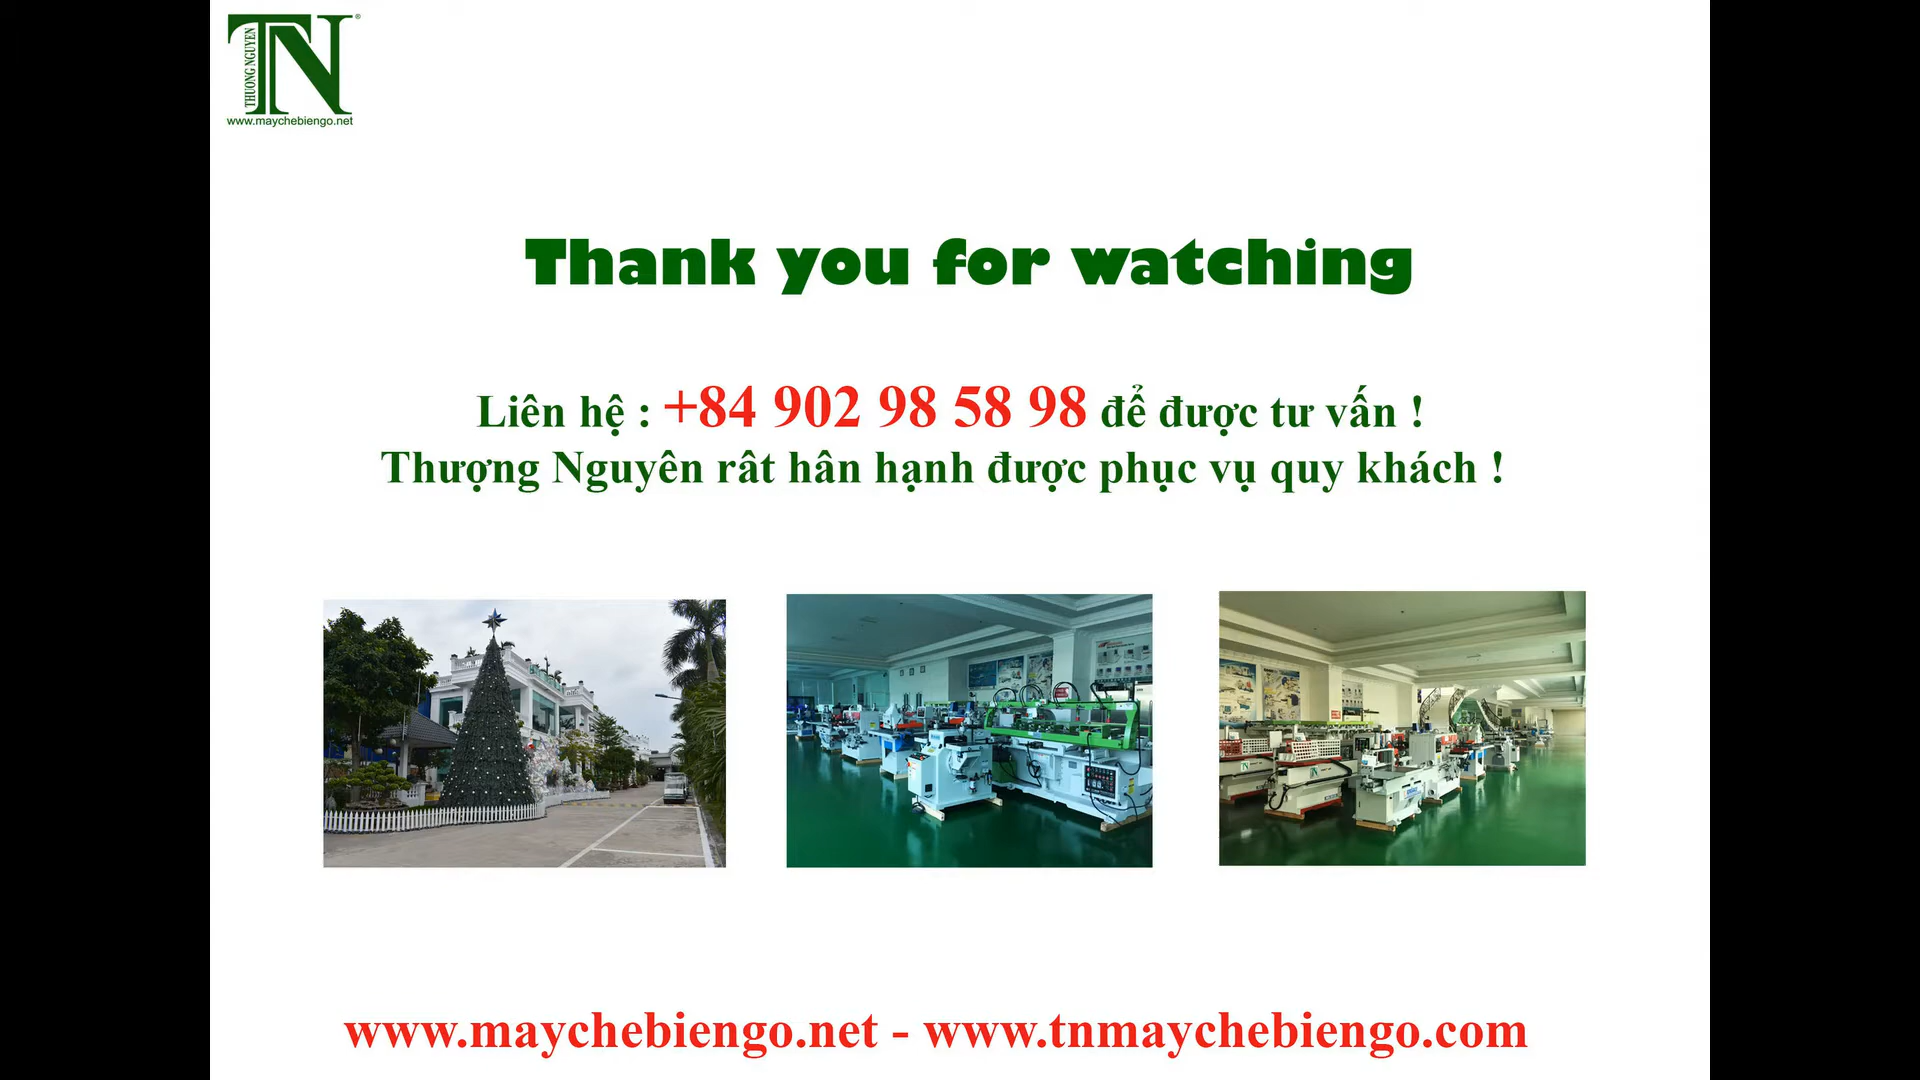 TN
THUONG NGUYEN
®
www.maychebiengo.net
Thank you for watching
Liên hệ : +84 902 98 58 98 để được tư vấn !
Thượng Nguyên rât hân hạnh được phục vụ quy khách !
www.maychebiengo.net - www.tnmaychebiengo.com